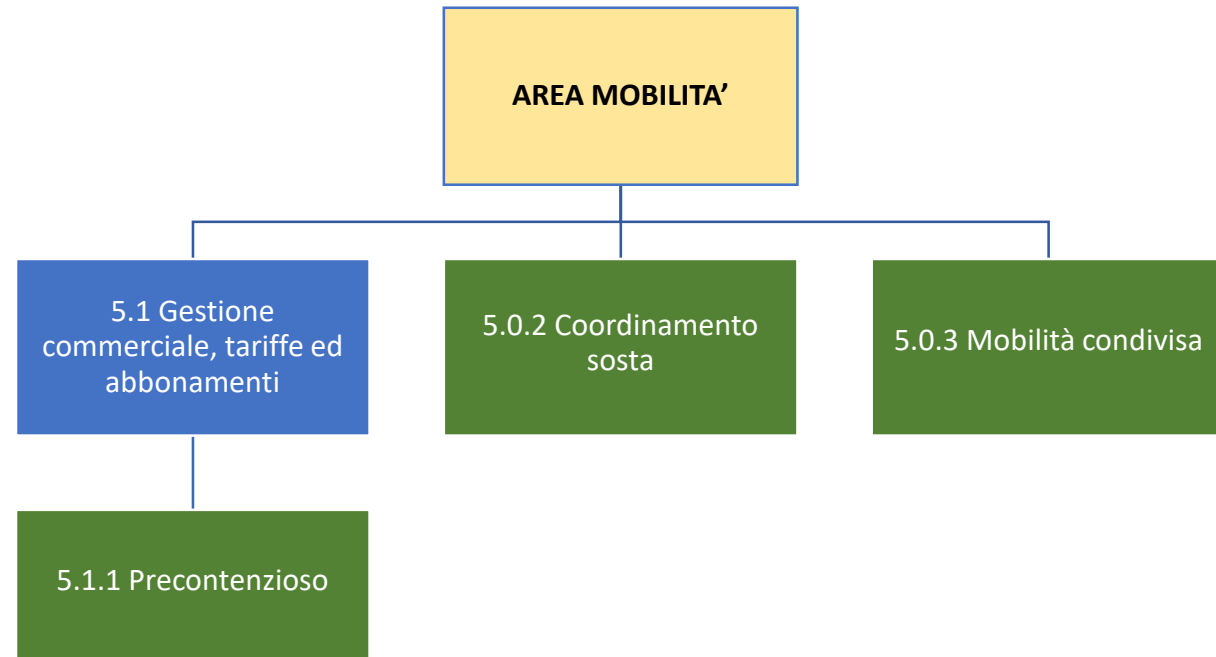 AREA MOBILITA’
5.1 Gestione
commerciale, tariffe ed
abbonamenti
5.0.2 Coordinamento
sosta
5.0.3 Mobilità condivisa
5.1.1 Precontenzioso